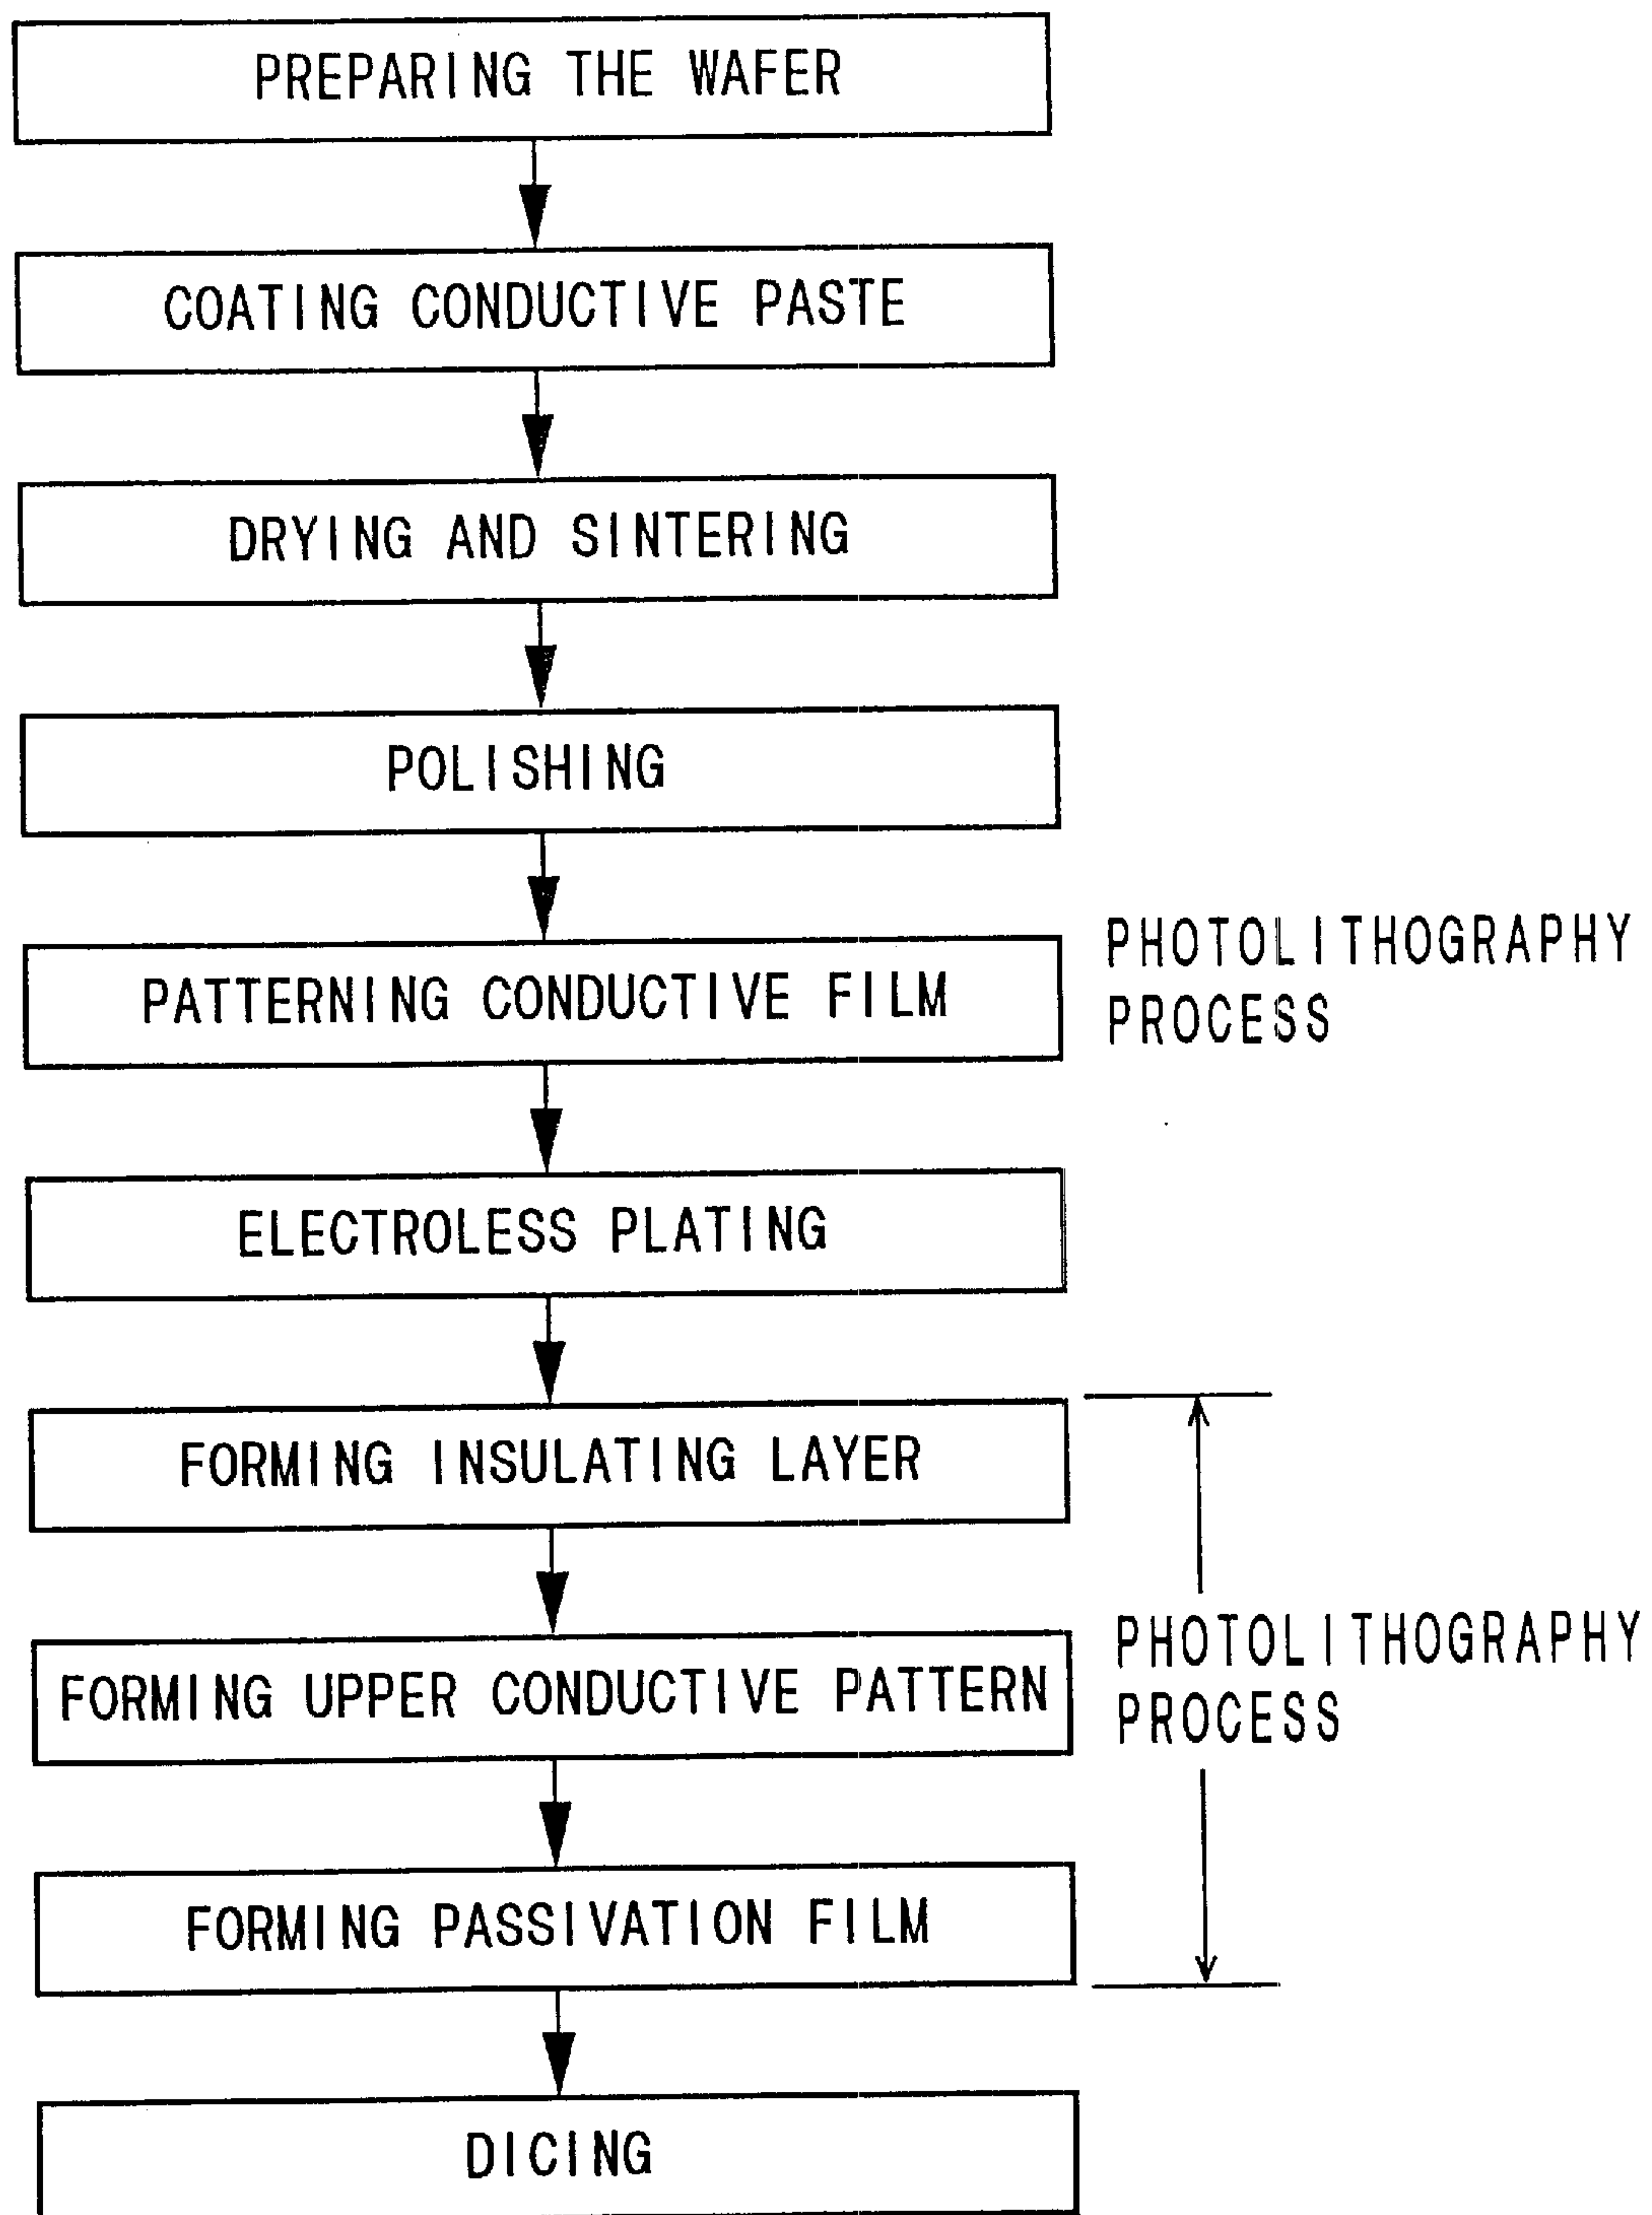 PREPARING THE WAFER
COATING CONDUCTIVE PASTE
DRYING AND SINTERING
POLISHING
PATTERNING CONDUCTIVE FILM
PHOTOLITHOGRAPHY
PROCESS
ELECTROLESS PLATING
FORMING INSULATING LAYER
FORMING UPPER CONDUCTIVE PATTERN
PHOTOLITHOGRAPHY
PROCESS
FORMING PASSIVATION FILM
DICING